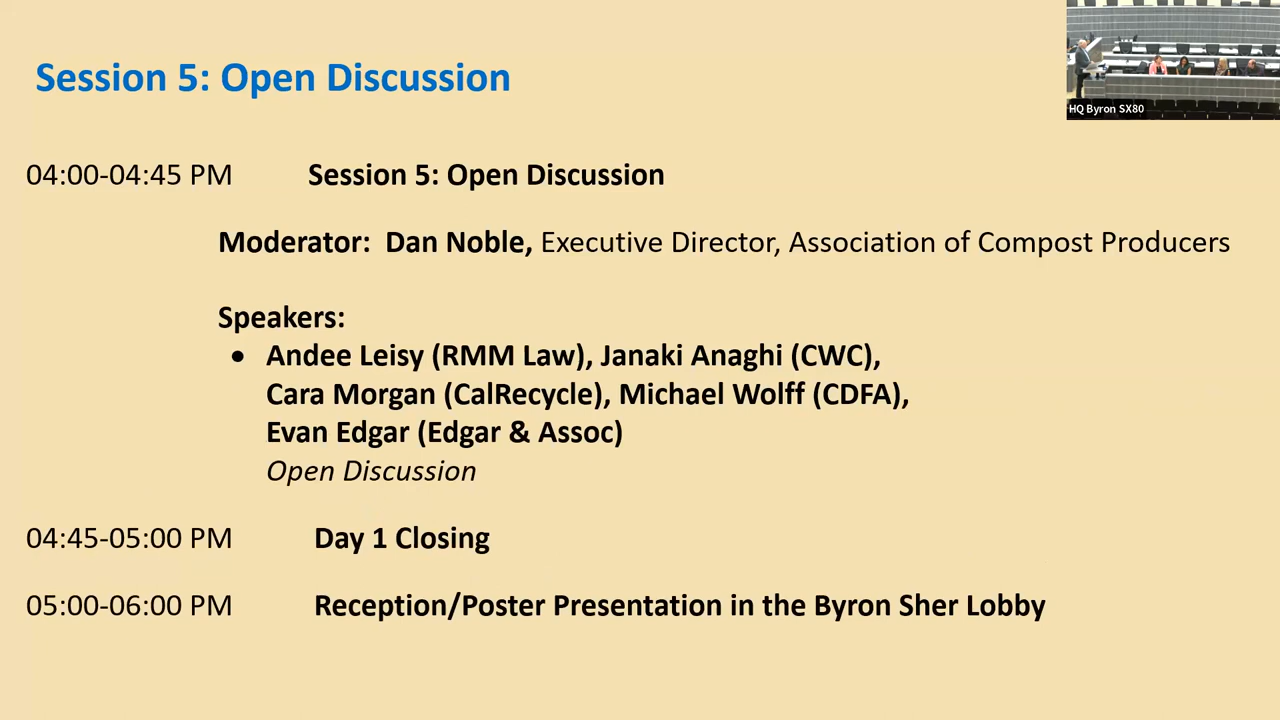 Session 5: Open Discussion
HQ Byron SX80
04:00-04:45 PM Session 5: Open Discussion
Moderator: Dan Noble, Executive Director, Association of Compost Producers
Speakers:
• Andee Leisy (RMM Law), Janaki Anaghi (CWC),
Cara Morgan (CalRecycle), Michael Wolff (CDFA),
Evan Edgar (Edgar & Assoc)
Open Discussion
04:45-05:00 PM Day 1 Closing
05:00-06:00 PM Reception/Poster Presentation in the Byron Sher Lobby